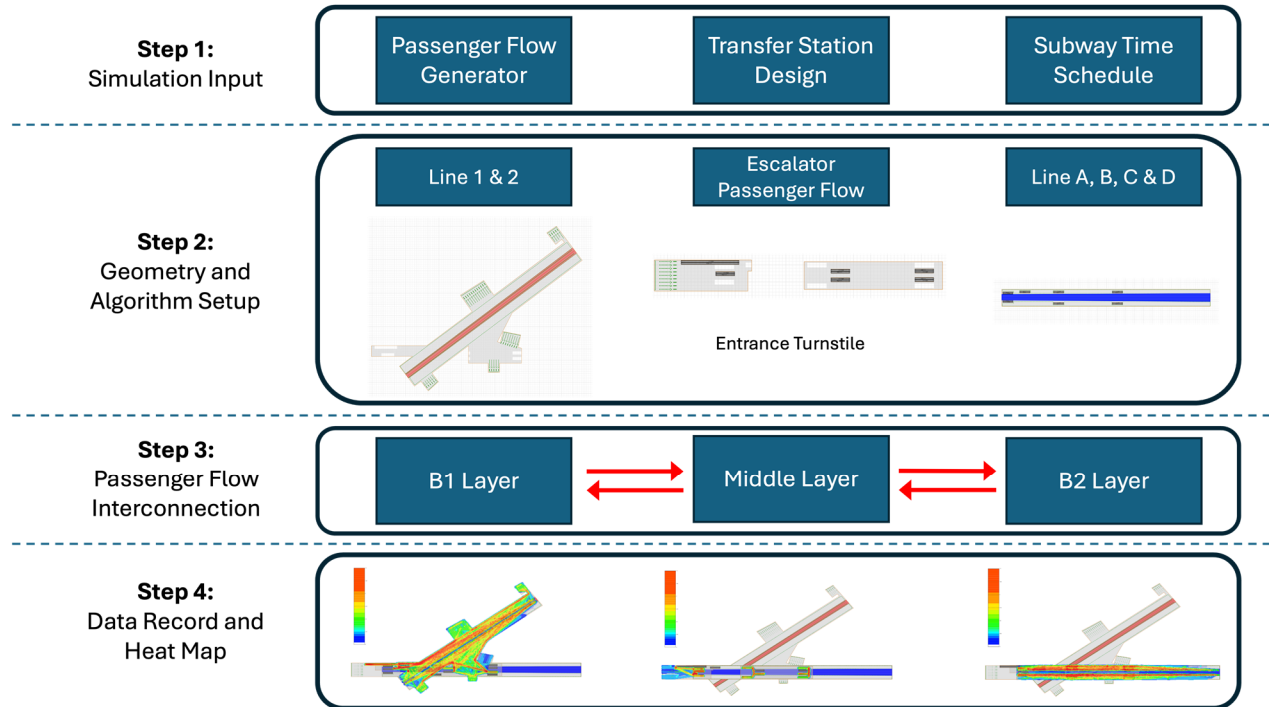 Step 1:
Simulation Input
Passenger Flow
Generator
Transfer Station
Design
Subway Time
Schedule
Step 2:
Geometry and
Algorithm Setup
Line 1 & 2
Escalator
Passenger Flow
Line A, B, C & D
Entrance Turnstile
Step 3:
Passenger Flow
Interconnection
B1 Layer
Middle Layer
B2 Layer
Step 4:
Data Record and
Heat Map